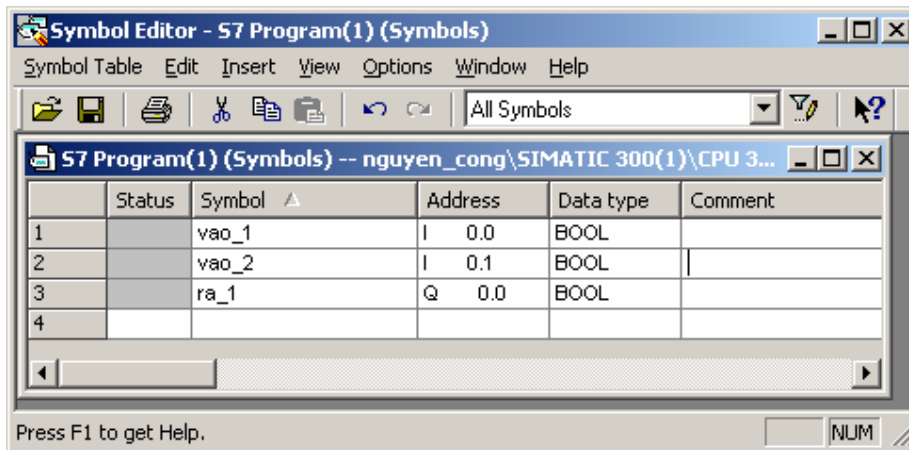 Symbol Editor - S7 Program(1) (Symbols)
Symbol Table Edit Insert View Options Window Help
All Symbols
S7 Program(1) (Symbols) -- nguyen_cong\SIMATIC 300(1)\CPU 3...
Status Symbol Address Data type Comment
1 vao_1 I 0.0 BOOL
2 vao_2 I 0.1 BOOL
3 ra_1 Q 0.0 BOOL
4
Press F1 to get Help. NUM